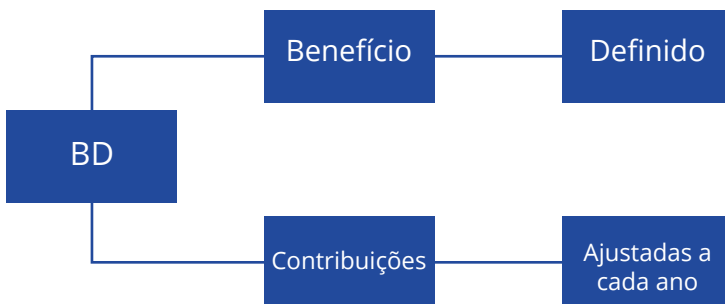 Benefício
Definido
BD
Contribuições
Ajustadas a
cada ano